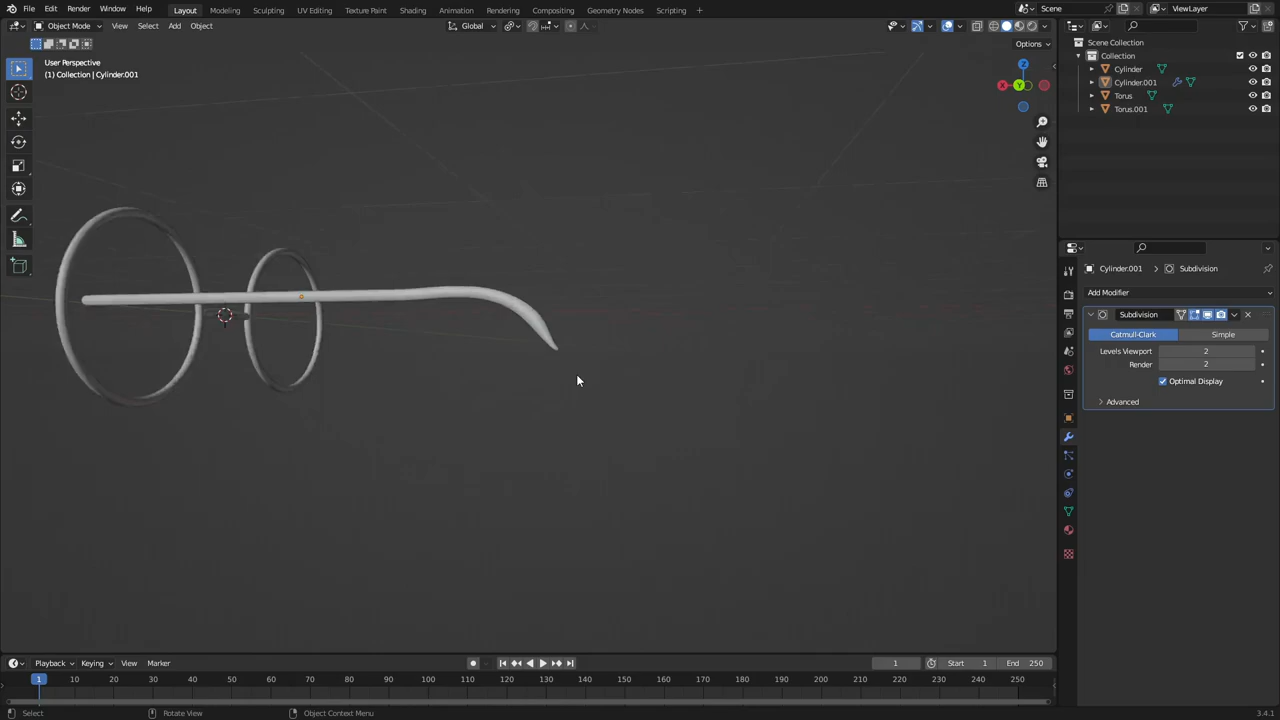 File Edit Render Window Help Layout Modeling Sculpting UV Editing Texture Paint Shading Animation Rendering Compositing Geometry Nodes Scripting + Scene ViewLayer
Object Mode View Select Add Object Global
Options
User Perspective
(1) Collection | Cylinder.001
X Y Z
Scene Collection
Collection
Cylinder
Cylinder.001
Torus
Torus.001
Cylinder.001 > Subdivision
Add Modifier
Subdivision
Catmull-Clark Simple
Levels Viewport 2
Render 2
Optimal Display
Advanced
Playback Keying View Marker 1 Start 1 End 250
1 10 20 30 40 50 60 70 80 90 100 110 120 130 140 150 160 170 180 190 200 210 220 230 240 250
Select Rotate View Object Context Menu 3.4.1